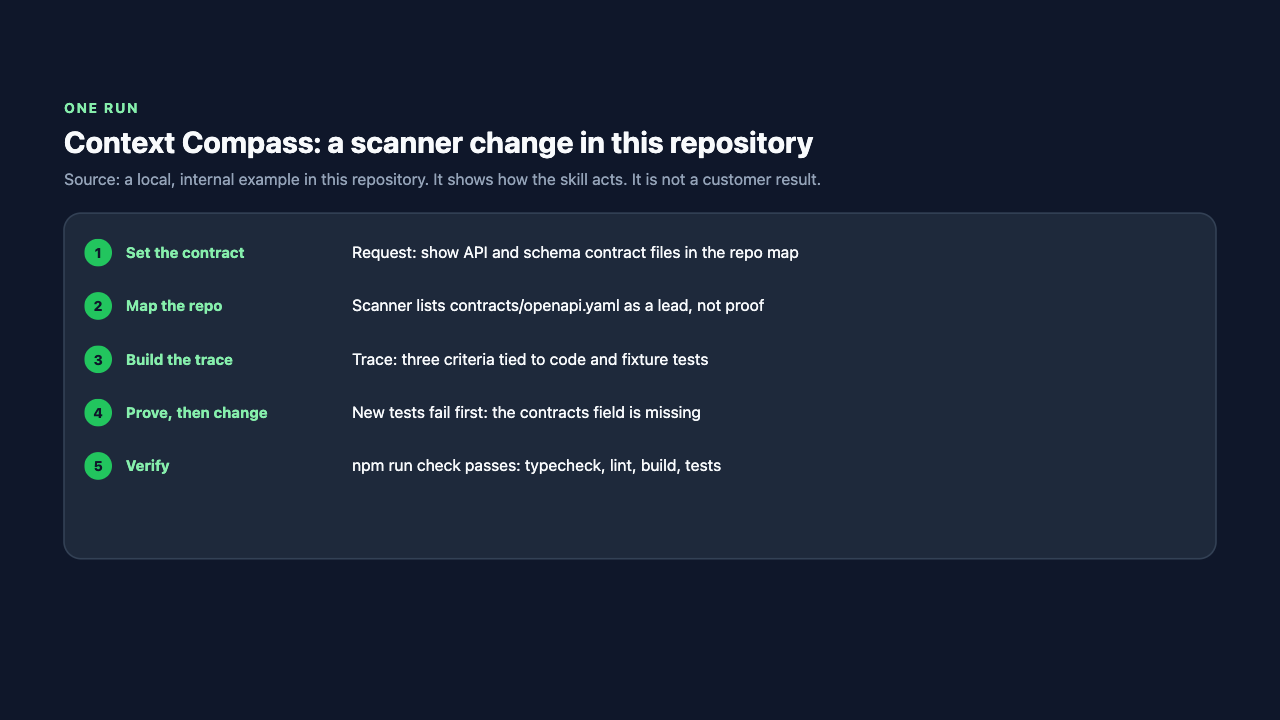 ONE RUN
Context Compass: a scanner change in this repository
Source: a local, internal example in this repository. It shows how the skill acts. It is not a customer result.
1 Set the contract Request: show API and schema contract files in the repo map
2 Map the repo Scanner lists contracts/openapi.yaml as a lead, not proof
3 Build the trace Trace: three criteria tied to code and fixture tests
4 Prove, then change New tests fail first: the contracts field is missing
5 Verify npm run check passes: typecheck, lint, build, tests